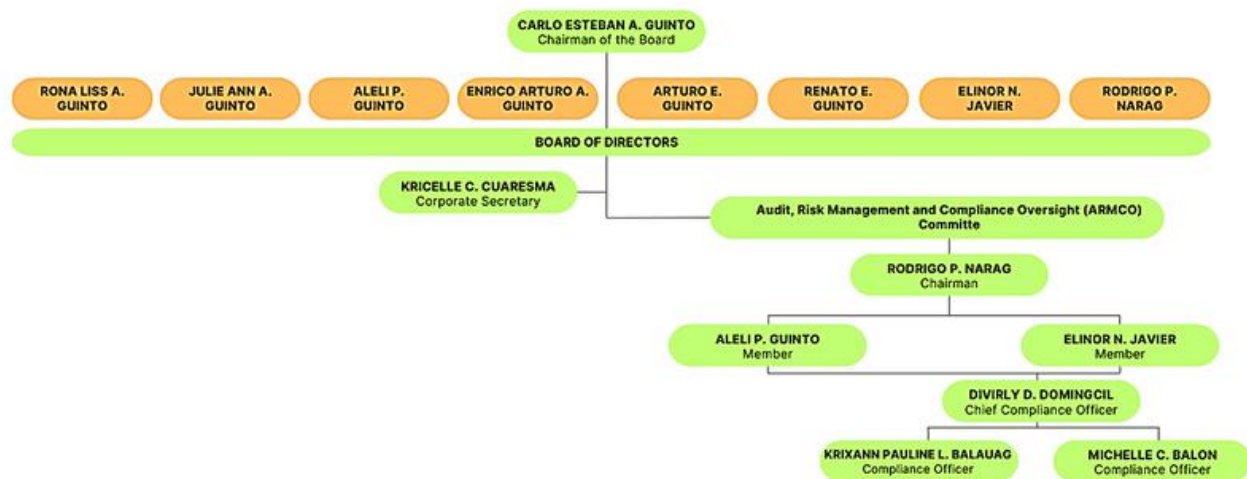 CARLO ESTEBAN A. GUINTO
Chairman of the Board
RONA LISS A.
GUINTO
JULIE ANN A.
GUINTO
ALELI P.
GUINTO
ENRICO ARTURO A.
GUINTO
ARTURO E.
GUINTO
RENATO E.
GUINTO
ELINOR N.
JAVIER
RODRIGO P.
NARAG
BOARD OF DIRECTORS
KRICELLE C. CUARESMA
Corporate Secretary
Audit, Risk Management and Compliance Oversight (ARMCO)
Committe
RODRIGO P. NARAG
Chairman
ALELI P. GUINTO
Member
ELINOR N. JAVIER
Member
DIVIRLY D. DOMINGCIL
Chief Compliance Officer
KRIXANN PAULINE L. BALAUAG
Compliance Officer
MICHELLE C. BALON
Compliance Officer